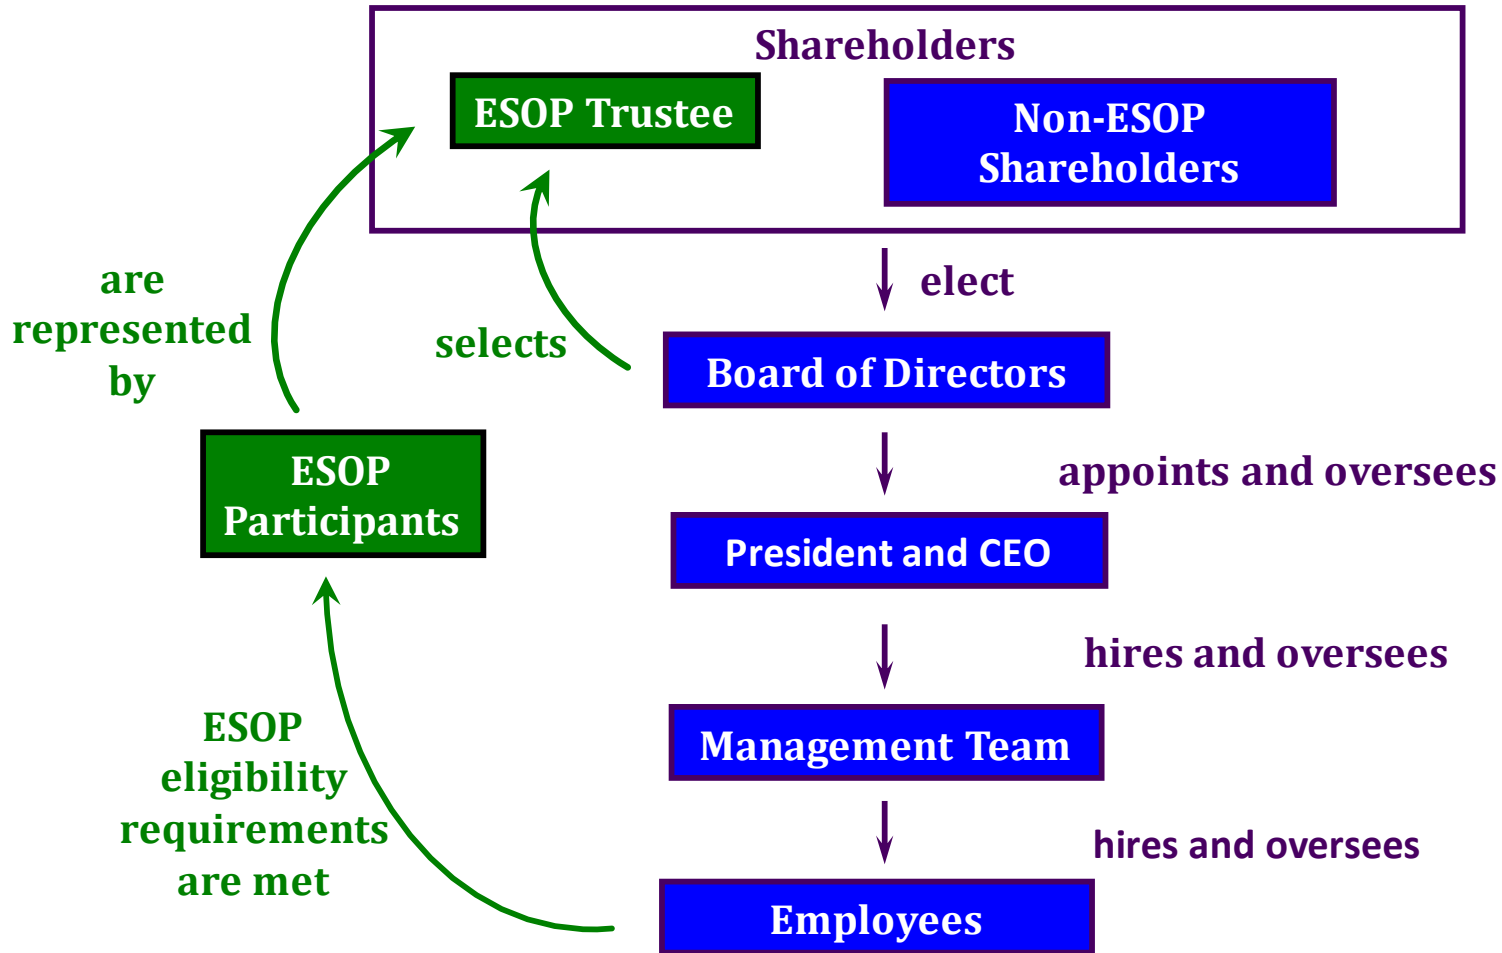 Shareholders
ESOP Trustee
Non-ESOP
Shareholders
elect
are
represented
by
selects
Board of Directors
appoints and oversees
ESOP
Participants
President and CEO
hires and oversees
ESOP
eligibility
requirements
are met
Management Team
hires and oversees
Employees